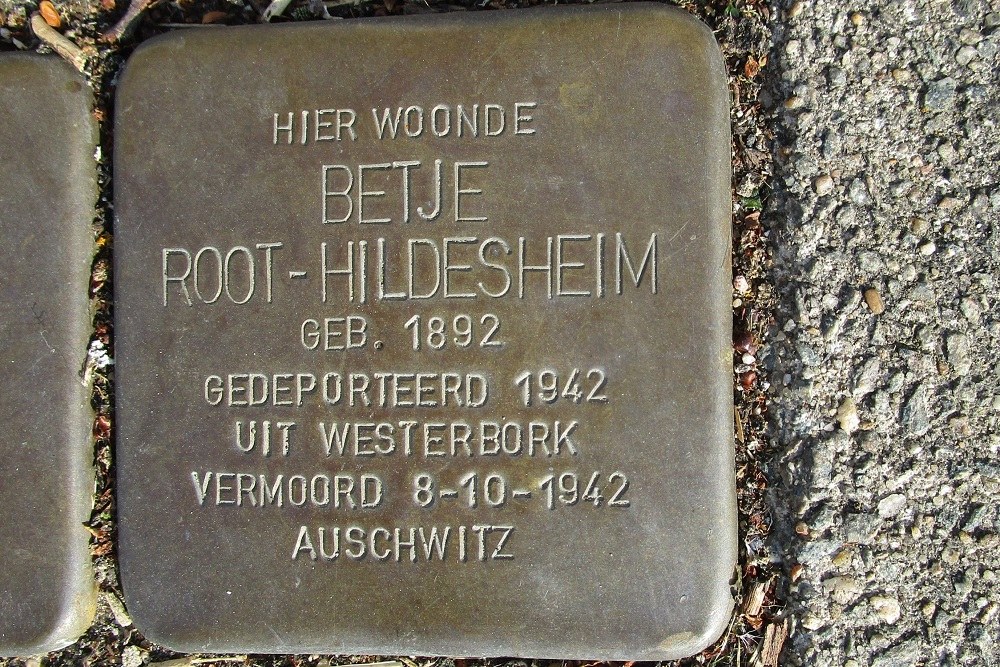 HIER WOONDE
BETJE
ROOT-HILDESHEIM
GEB. 1892
GEDEPORTEERD 1942
UIT WESTERBORK
VERMOORD 8-10-1942
AUSCHWITZ